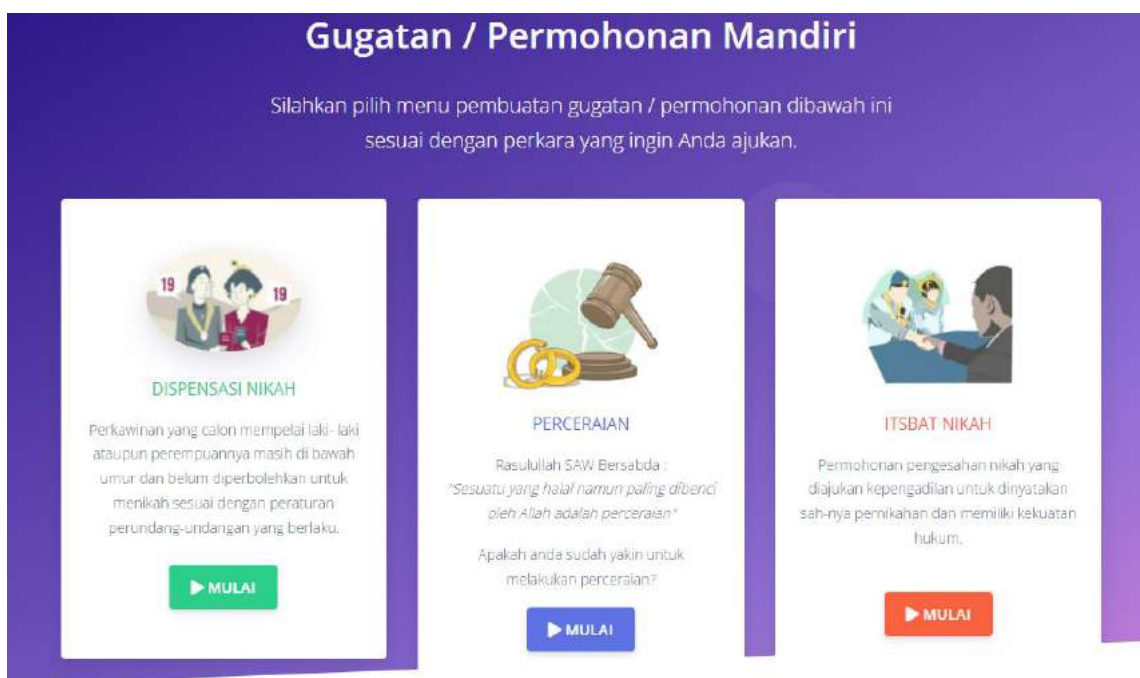 Gugatan / Permohonan Mandiri
Silahkan pilih menu pembuatan gugatan / permohonan dibawah ini
sesuai dengan perkara yang ingin Anda ajukan.
19
19
DISPENSASI NIKAH
Perkawinan yang calon mempelai laki- laki
ataupun perempuannya masih di bawah
umur dan belum diperbolehkan untuk
menikah sesuai dengan peraturan
perundang-undangan yang berlaku.
MULAI
PERCERAIAN
Rasulullah SAW Bersabda :
"Sesuatu yang halal namun paling dibenci
oleh Allah adalah perceraian"
Apakah anda sudah yakin untuk
melakukan perceraian?
MULAI
ITSBAT NIKAH
Permohonan pengesahan nikah yang
diajukan kepengadilan untuk dinyatakan
sah-nya pernikahan dan memiliki kekuatan
hukum.
MULAI